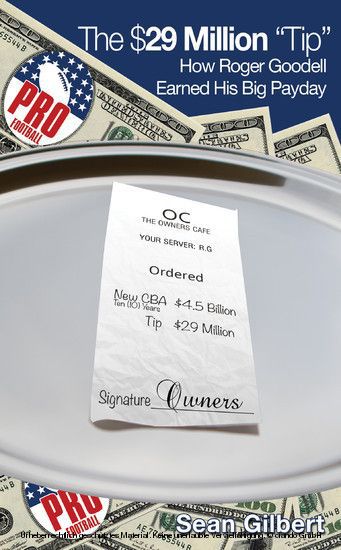 The $29 Million “Tip”
How Roger Goodell
Earned His Big Payday
PRO
FOOTBALL
OC
THE OWNERS CAFE
YOUR SERVER: R.G
Ordered
New CBA $4.5 Billion
Ten (10) Years
Tip $29 Million
Signature Owners
PRO
FOOTBALL
Sean Gilbert